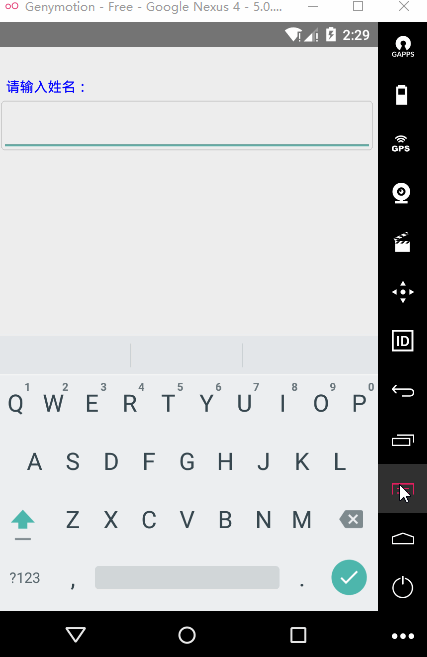 Genymotion - Free - Google Nexus 4 - 5.0....
2:29
GAPPS
请输入姓名：
GPS
ID
1 2 3 4 5 6 7 8 9 0
Q W E R T Y U I O P
A S D F G H J K L
Z X C V B N M
?123 , .